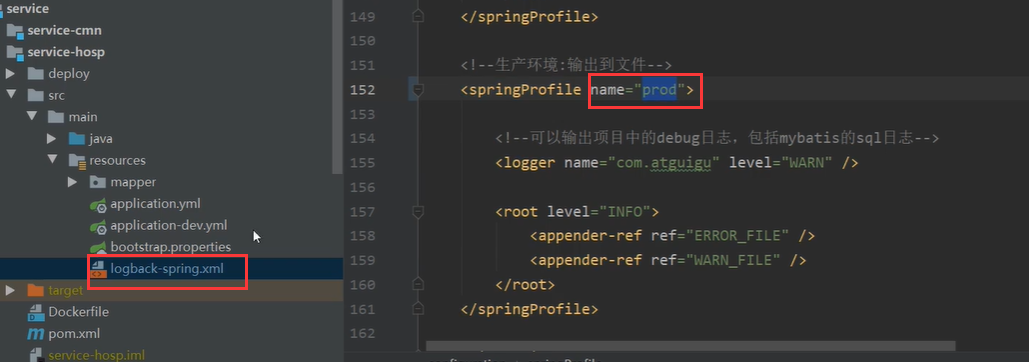 service
service-cmn
service-hosp
deploy
src
main
java
resources
mapper
application.yml
application-dev.yml
bootstrap.properties
logback-spring.xml
target
Dockerfile
pom.xml
service-hosp.iml
149 </springProfile>
150
151 <!--生产环境:输出到文件-->
152 <springProfile name="prod">
153
154 <!--可以输出项目中的debug日志，包括mybatis的sql日志-->
155 <logger name="com.atguigu" level="WARN" />
156
157 <root level="INFO">
158 <appender-ref ref="ERROR_FILE" />
159 <appender-ref ref="WARN_FILE" />
160 </root>
161 </springProfile>
162